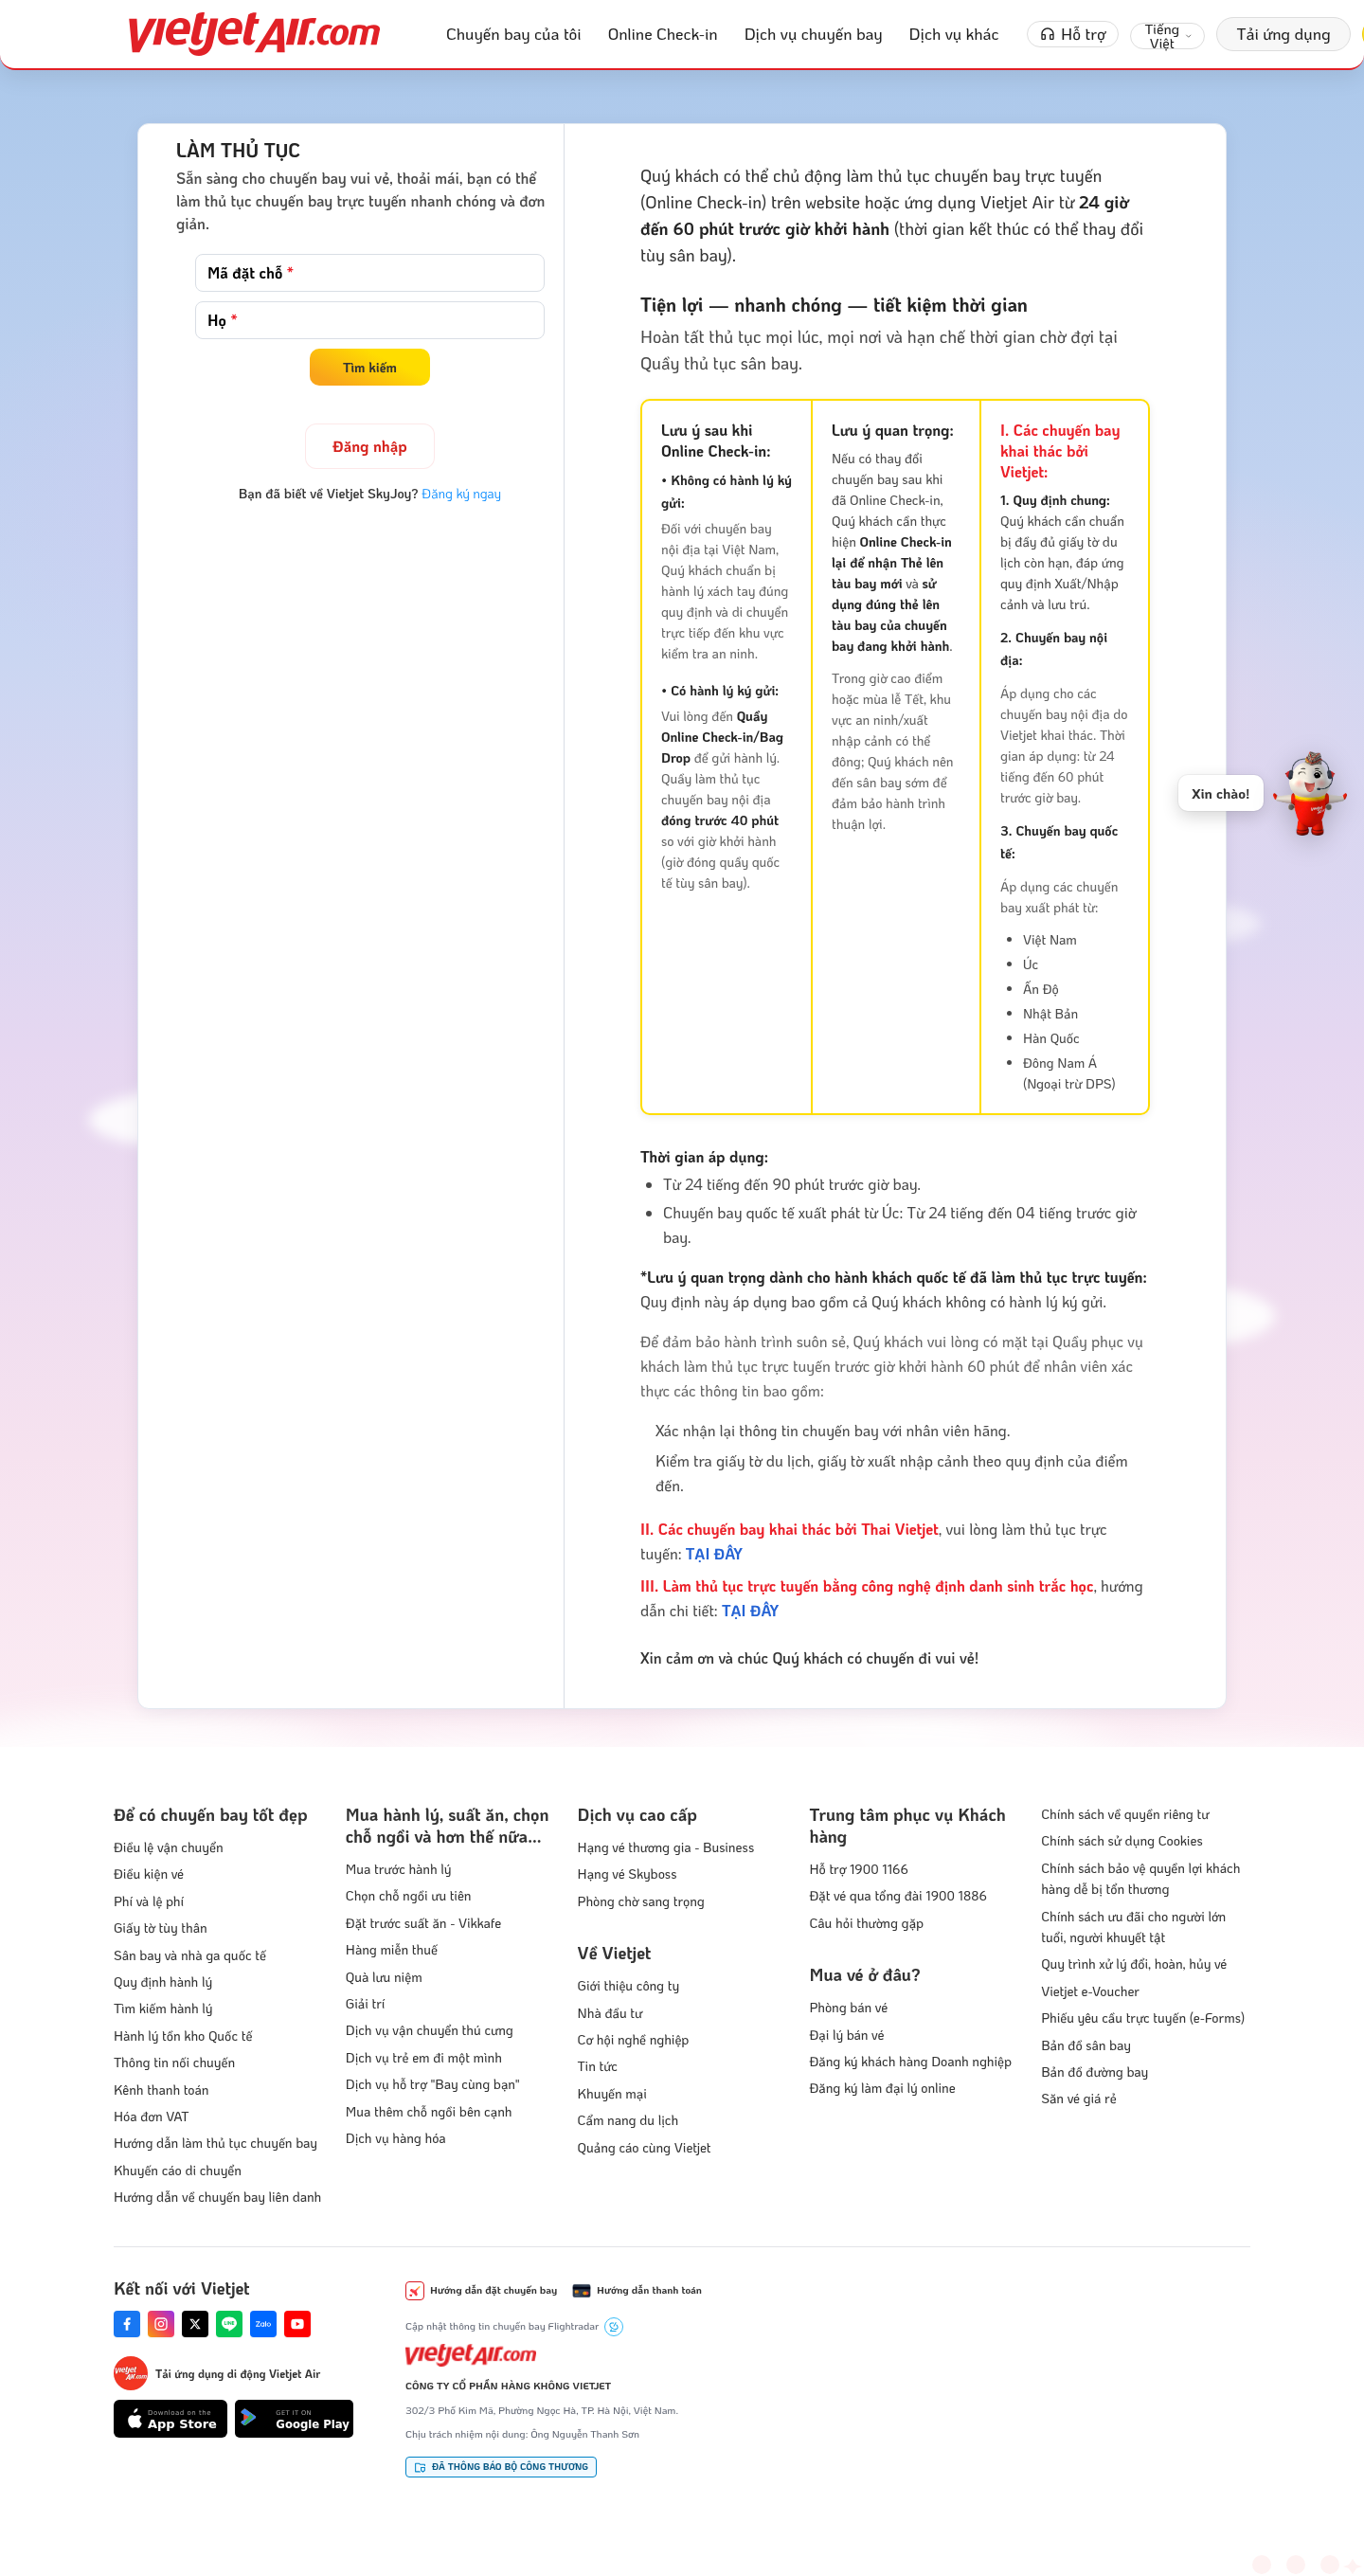 vietjetAir.com
Chuyến bay của tôi
Online Check-in
Dịch vụ chuyến bay
Dịch vụ khác
Hỗ trợ
Tiếng
Việt
Tải ứng dụng
LÀM THỦ TỤC
Sẵn sàng cho chuyến bay vui vẻ, thoải mái, bạn có thể
làm thủ tục chuyến bay trực tuyến nhanh chóng và đơn
giản.
Mã đặt chỗ *
Họ *
Tìm kiếm
Đăng nhập
Bạn đã biết về Vietjet SkyJoy? Đăng ký ngay
Quý khách có thể chủ động làm thủ tục chuyến bay trực tuyến
(Online Check-in) trên website hoặc ứng dụng Vietjet Air từ 24 giờ
đến 60 phút trước giờ khởi hành (thời gian kết thúc có thể thay đổi
tùy sân bay).
Tiện lợi — nhanh chóng — tiết kiệm thời gian
Hoàn tất thủ tục mọi lúc, mọi nơi và hạn chế thời gian chờ đợi tại
Quầy thủ tục sân bay.
Lưu ý sau khi
Online Check-in:
• Không có hành lý ký
gửi:
Đối với chuyến bay
nội địa tại Việt Nam,
Quý khách chuẩn bị
hành lý xách tay đúng
quy định và di chuyển
trực tiếp đến khu vực
kiểm tra an ninh.
• Có hành lý ký gửi:
Vui lòng đến Quầy
Online Check-in/Bag
Drop để gửi hành lý.
Quầy làm thủ tục
chuyến bay nội địa
đóng trước 40 phút
so với giờ khởi hành
(giờ đóng quầy quốc
tế tùy sân bay).
Lưu ý quan trọng:
Nếu có thay đổi
chuyến bay sau khi
đã Online Check-in,
Quý khách cần thực
hiện Online Check-in
lại để nhận Thẻ lên
tàu bay mới và sử
dụng đúng thẻ lên
tàu bay của chuyến
bay đang khởi hành.
Trong giờ cao điểm
hoặc mùa lễ Tết, khu
vực an ninh/xuất
nhập cảnh có thể
đông; Quý khách nên
đến sân bay sớm để
đảm bảo hành trình
thuận lợi.
I. Các chuyến bay
khai thác bởi
Vietjet:
1. Quy định chung:
Quý khách cần chuẩn
bị đầy đủ giấy tờ du
lịch còn hạn, đáp ứng
quy định Xuất/Nhập
cảnh và lưu trú.
2. Chuyến bay nội
địa:
Áp dụng cho các
chuyến bay nội địa do
Vietjet khai thác. Thời
gian áp dụng: từ 24
tiếng đến 60 phút
trước giờ bay.
3. Chuyến bay quốc
tế:
Áp dụng các chuyến
bay xuất phát từ:
• Việt Nam
• Úc
• Ấn Độ
• Nhật Bản
• Hàn Quốc
• Đông Nam Á
(Ngoại trừ DPS)
Xin chào!
Thời gian áp dụng:
• Từ 24 tiếng đến 90 phút trước giờ bay.
• Chuyến bay quốc tế xuất phát từ Úc: Từ 24 tiếng đến 04 tiếng trước giờ
bay.
*Lưu ý quan trọng dành cho hành khách quốc tế đã làm thủ tục trực tuyến:
Quy định này áp dụng bao gồm cả Quý khách không có hành lý ký gửi.
Để đảm bảo hành trình suôn sẻ, Quý khách vui lòng có mặt tại Quầy phục vụ
khách làm thủ tục trực tuyến trước giờ khởi hành 60 phút để nhân viên xác
thực các thông tin bao gồm:
Xác nhận lại thông tin chuyến bay với nhân viên hãng.
Kiểm tra giấy tờ du lịch, giấy tờ xuất nhập cảnh theo quy định của điểm
đến.
II. Các chuyến bay khai thác bởi Thai Vietjet, vui lòng làm thủ tục trực
tuyến: TẠI ĐÂY
III. Làm thủ tục trực tuyến bằng công nghệ định danh sinh trắc học, hướng
dẫn chi tiết: TẠI ĐÂY
Xin cảm ơn và chúc Quý khách có chuyến đi vui vẻ!
Để có chuyến bay tốt đẹp
Điều lệ vận chuyển
Điều kiện vé
Phí và lệ phí
Giấy tờ tùy thân
Sân bay và nhà ga quốc tế
Quy định hành lý
Tìm kiếm hành lý
Hành lý tồn kho Quốc tế
Thông tin nối chuyến
Kênh thanh toán
Hóa đơn VAT
Hướng dẫn làm thủ tục chuyến bay
Khuyến cáo di chuyển
Hướng dẫn về chuyến bay liên danh
Mua hành lý, suất ăn, chọn
chỗ ngồi và hơn thế nữa...
Mua trước hành lý
Chọn chỗ ngồi ưu tiên
Đặt trước suất ăn - Vikkafe
Hàng miễn thuế
Quà lưu niệm
Giải trí
Dịch vụ vận chuyển thú cưng
Dịch vụ trẻ em đi một mình
Dịch vụ hỗ trợ "Bay cùng bạn"
Mua thêm chỗ ngồi bên cạnh
Dịch vụ hàng hóa
Dịch vụ cao cấp
Hạng vé thương gia - Business
Hạng vé Skyboss
Phòng chờ sang trọng
Về Vietjet
Giới thiệu công ty
Nhà đầu tư
Cơ hội nghề nghiệp
Tin tức
Khuyến mại
Cẩm nang du lịch
Quảng cáo cùng Vietjet
Trung tâm phục vụ Khách
hàng
Hỗ trợ 1900 1166
Đặt vé qua tổng đài 1900 1886
Câu hỏi thường gặp
Mua vé ở đâu?
Phòng bán vé
Đại lý bán vé
Đăng ký khách hàng Doanh nghiệp
Đăng ký làm đại lý online
Chính sách về quyền riêng tư
Chính sách sử dụng Cookies
Chính sách bảo vệ quyền lợi khách
hàng dễ bị tổn thương
Chính sách ưu đãi cho người lớn
tuổi, người khuyết tật
Quy trình xử lý đổi, hoàn, hủy vé
Vietjet e-Voucher
Phiếu yêu cầu trực tuyến (e-Forms)
Bản đồ sân bay
Bản đồ đường bay
Săn vé giá rẻ
Kết nối với Vietjet
LINE
Zalo
vietjet
Air.com
Tải ứng dụng di động Vietjet Air
Download on the
App Store
GET IT ON
Google Play
Hướng dẫn đặt chuyến bay
Hướng dẫn thanh toán
Cập nhật thông tin chuyến bay Flightradar
vietjetAir.com
CÔNG TY CỔ PHẦN HÀNG KHÔNG VIETJET
302/3 Phố Kim Mã, Phường Ngọc Hà, TP. Hà Nội, Việt Nam.
Chịu trách nhiệm nội dung: Ông Nguyễn Thanh Sơn
ĐÃ THÔNG BÁO BỘ CÔNG THƯƠNG